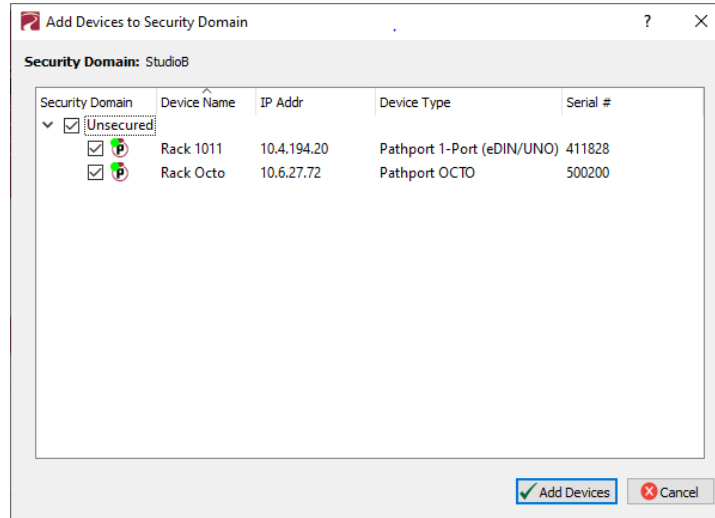 Add Devices to Security Domain ?
Security Domain: StudioB
Security Domain Device Name IP Addr Device Type Serial #
Unsecured
Rack 1011 10.4.194.20 Pathport 1-Port (eDIN/UNO) 411828
Rack Octo 10.6.27.72 Pathport OCTO 500200
Add Devices Cancel